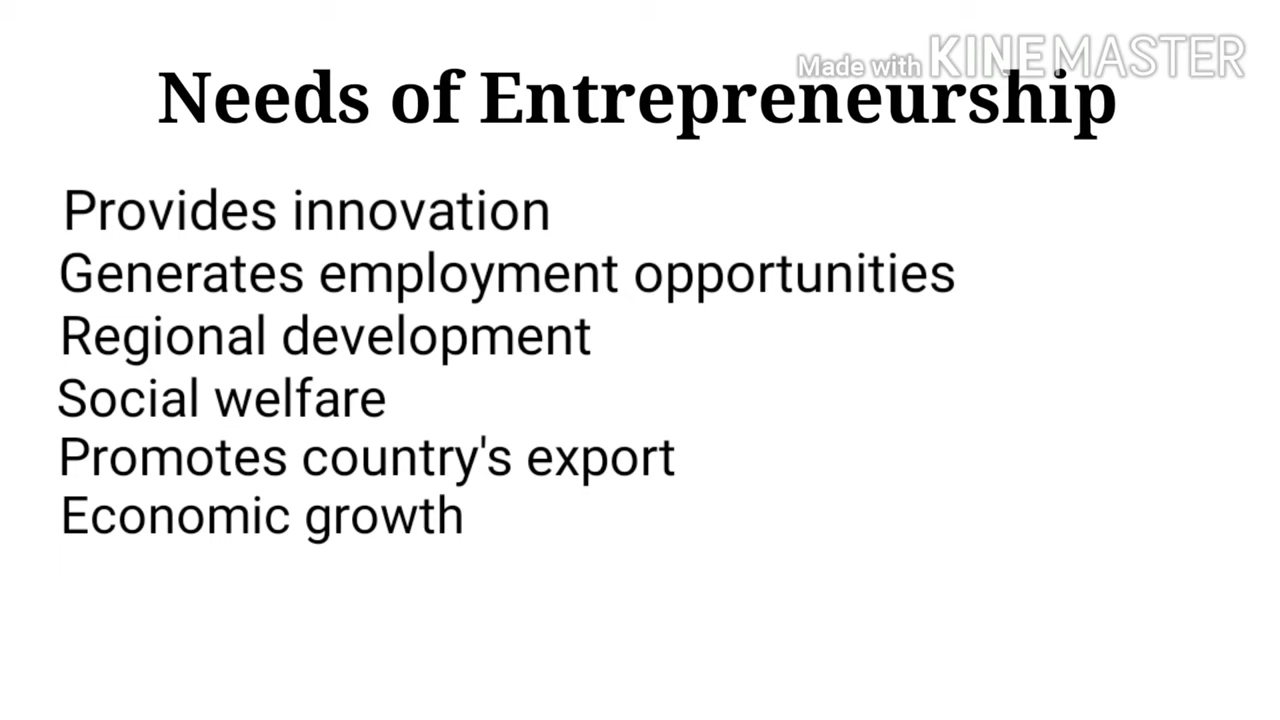 Made with KINEMASTER
Needs of Entrepreneurship
Provides innovation
Generates employment opportunities
Regional development
Social welfare
Promotes country's export
Economic growth